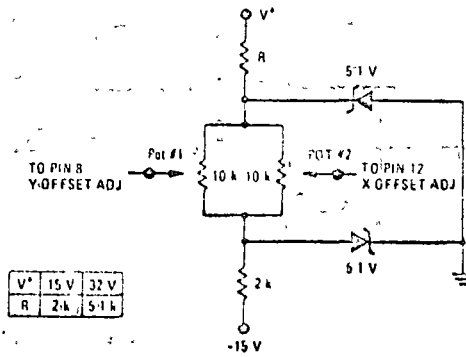 V+
R
5·1 V
Pot #1
POT #2
TO PIN 8
Y·OFFSET ADJ
10 k 10 k
TO PIN 12
X OFFSET ADJ
5·1 V
V+ 15 V 32 V
R 2·k 5·1 k
2 k
-15 V